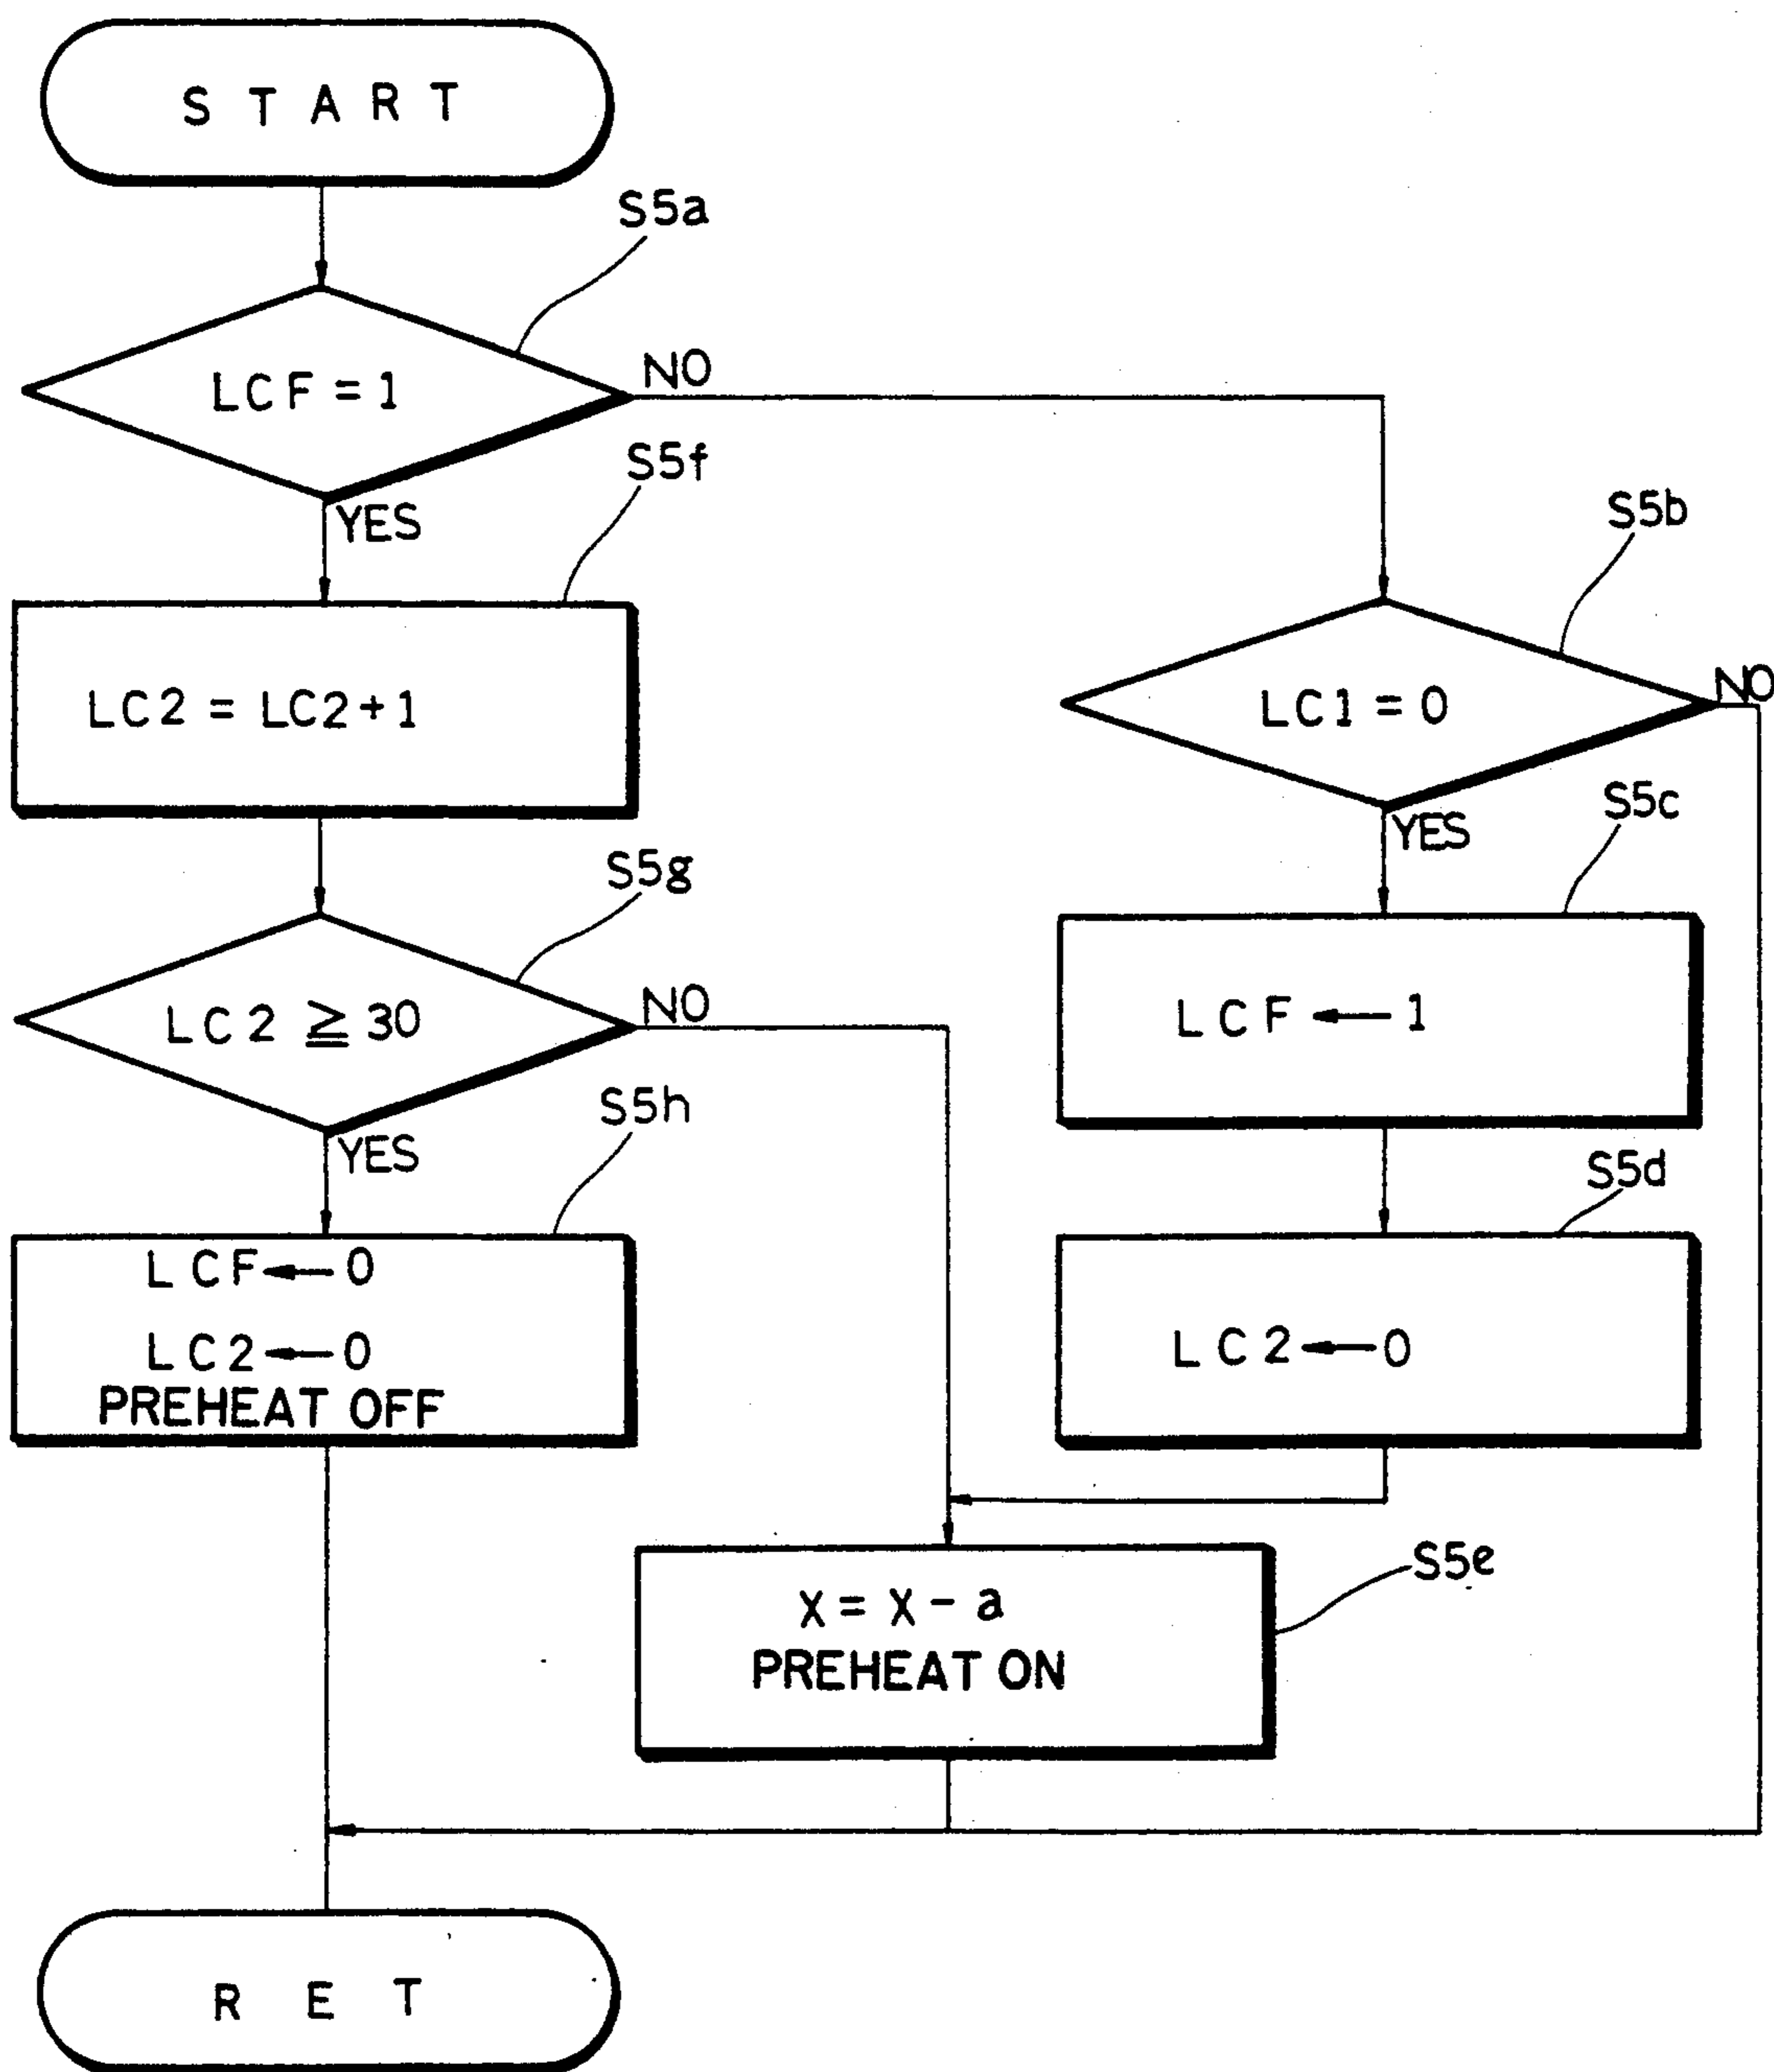 START
S5a
LCF = 1
NO
S5f
YES
S5b
LC2 = LC2+1
LC1 = 0
NO
S5c
YES
S5g
LC2 ≧ 30
NO
LCF ← 1
S5h
YES
S5d
LCF ← 0
LC2 ← 0
PREHEAT OFF
LC2 ← 0
S5e
X = X - a
PREHEAT ON
RET